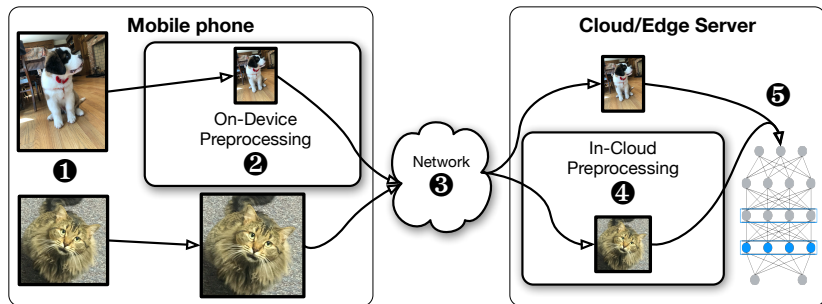 Mobile phone
❶
On-Device
Preprocessing
❷
Network
❸
Cloud/Edge Server
In-Cloud
Preprocessing
❹
❺